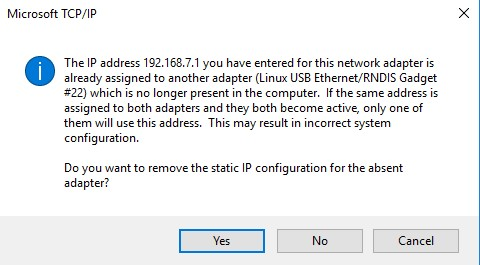 Microsoft TCP/IP
The IP address 192.168.7.1 you have entered for this network adapter is
already assigned to another adapter (Linux USB Ethernet/RNDIS Gadget
#22) which is no longer present in the computer.  If the same address is
assigned to both adapters and they both become active, only one of
them will use this address.  This may result in incorrect system
configuration.
Do you want to remove the static IP configuration for the absent
adapter?
Yes No Cancel